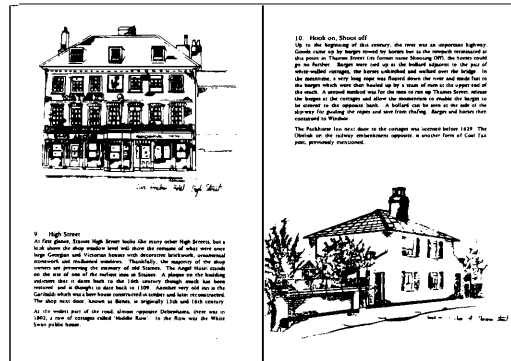 High Street
9. High Street
At first glance, Staines High Street looks like many other High Streets, but a
look above the shop window level will show the remains of what were once
large Georgian and Victorian houses with decorative brickwork, ornamental
stonework and mullioned windows. Thankfully, the majority of the shop
owners are preserving the memory of old Staines. The Angel Hotel stands
on the site of one of the earliest inns at Staines. A plaque on the building
indicates that it dates back to the 16th century though much has been
restored and is thought to date back to 1309. Another very old inn is the
Garibaldi which was a beer house constructed in timber and later reconstructed.
The shop next door, known as Bones, is originally 15th and 16th century.
At the widest part of the road, almost opposite Debenhams, there was in
1802, a row of cottages called 'Middle Row'. In the Row was the White
Swan public house.
10. Hook on, Shoot off
Up to the beginning of this century, the river was an important highway.
Goods came up by barges towed by horses but as the towpath terminated at
this point in Thames Street (its former name Shooting Off), the horses could
go no further. Barges were tied up at the bollard adjacent to the pair of
white-walled cottages, the horses unhitched and walked over the bridge. In
the meantime, a very long rope was floated down the river and made fast to
the barges which were then hauled up by a team of men at the upper end of
the reach. A second method was for the men to run up Thames Street, release
the barges at the cottages and allow the momentum to enable the barges to
be steered to the opposite bank. A bollard can be seen at the side of the
slipway for guiding the ropes and save from chafing. Barges and horses then
continued to Windsor.
The Packhorse Inn next door to the cottages was licensed before 1629. The
Obelisk on the railway embankment opposite, is another form of Coal Tax
post, previously mentioned.
Thames Street